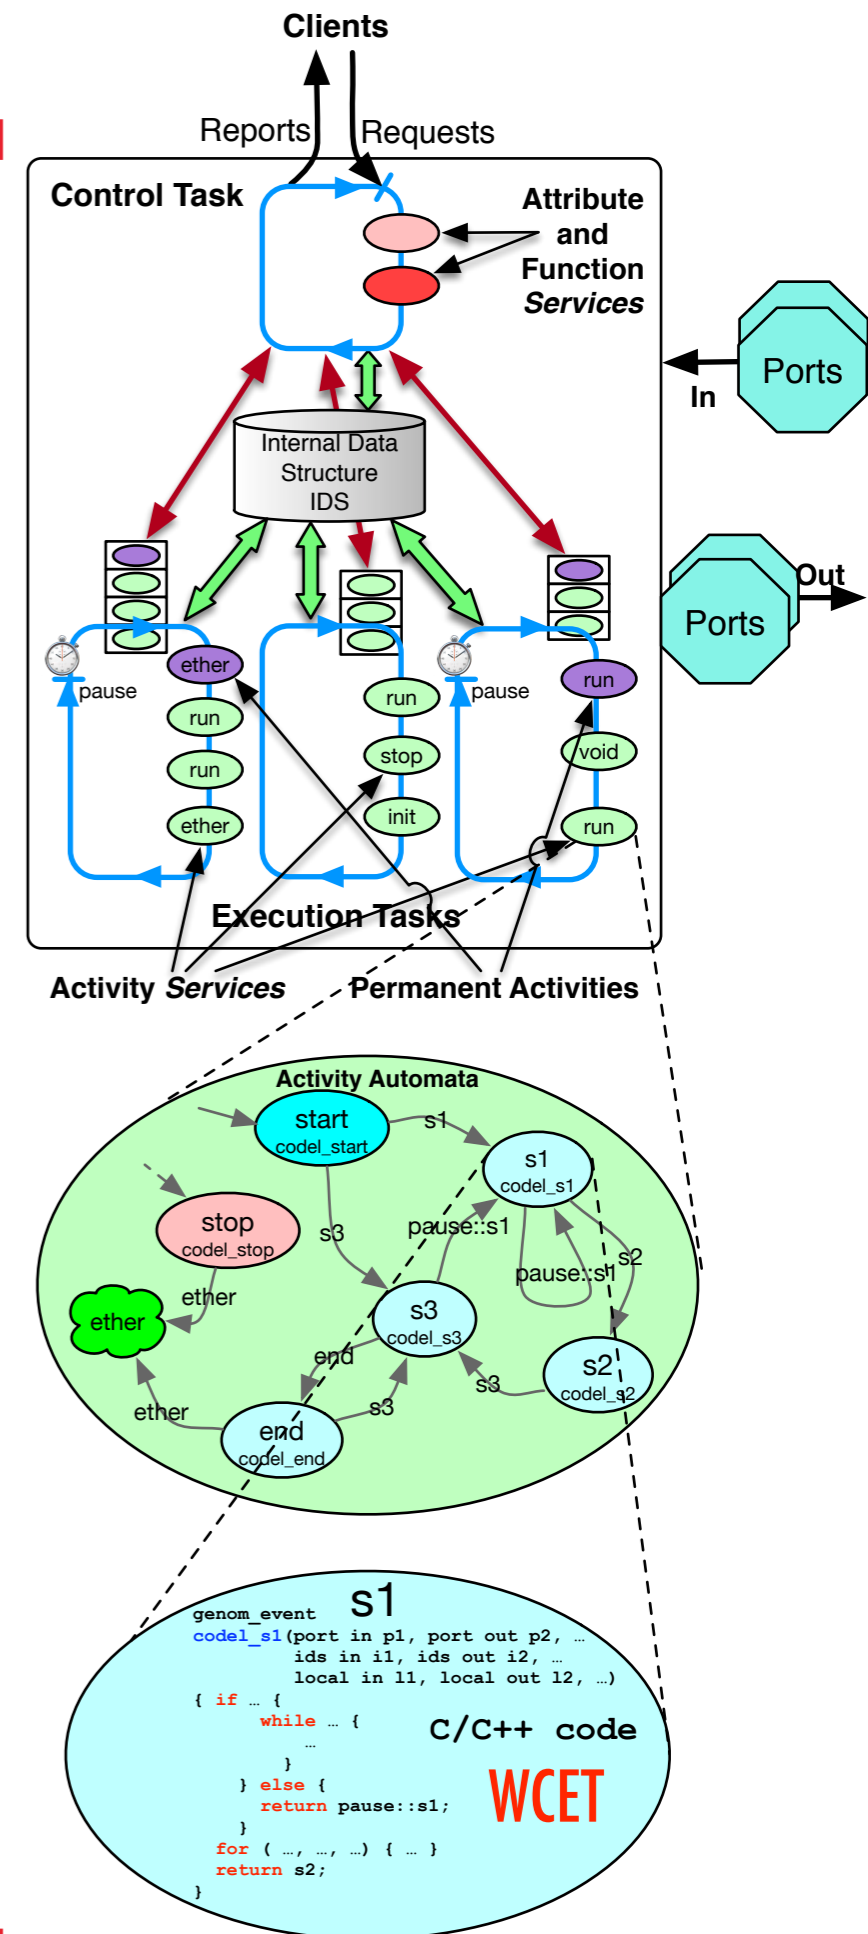 Clients
Reports
Requests
Control Task
Attribute
and
Function
Services
Ports
In
Internal Data
Structure
IDS
Out
Ports
pause
ether
run
run
ether
run
stop
init
pause
run
void
run
Execution Tasks
Activity Services
Permanent Activities
Activity Automata
start
codel_start
s1
s1
codel_s1
stop
codel_stop
s3
pause::s1
pause::s1
s2
ether
ether
s3
codel_s3
end
s2
codel_s2
s3
s3
ether
end
codel_end
s1
genom_event
codel_s1(port in p1, port out p2, …
ids in i1, ids out i2, …
local in l1, local out l2, …)
{ if … {
while … {
…
}
} else {
return pause::s1;
}
for ( …, …, …) { … }
return s2;
}
C/C++ code
WCET